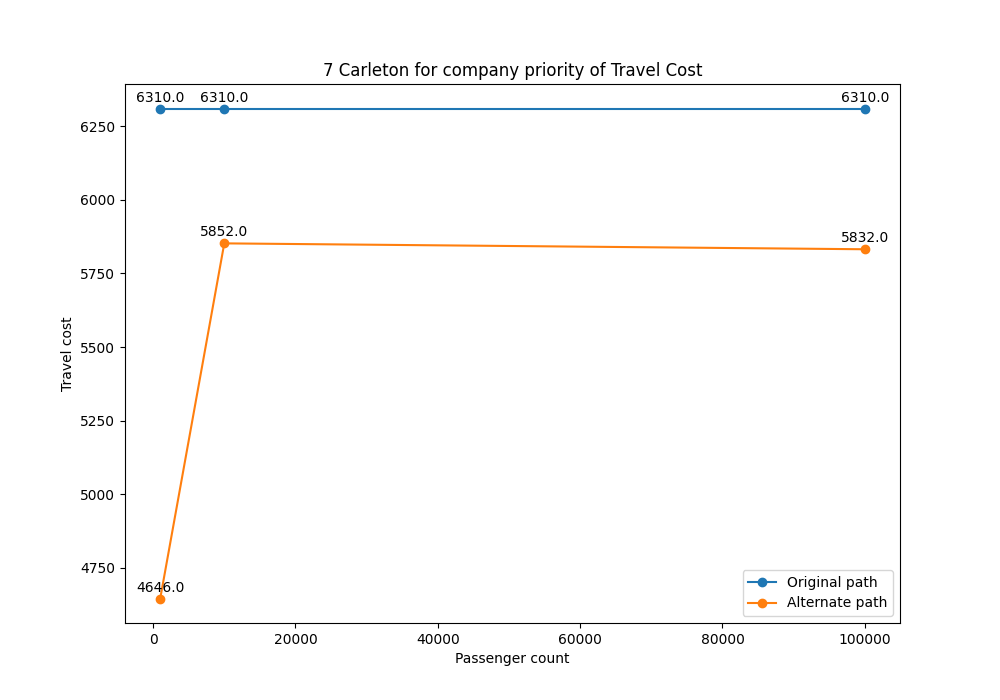 7 Carleton for company priority of Travel Cost
6310.0 6310.0 6310.0
6250
6000
5852.0 5832.0
5750
5500
Travel cost
5250
5000
4750
4646.0
Original path
Alternate path
0 20000 40000 60000 80000 100000
Passenger count